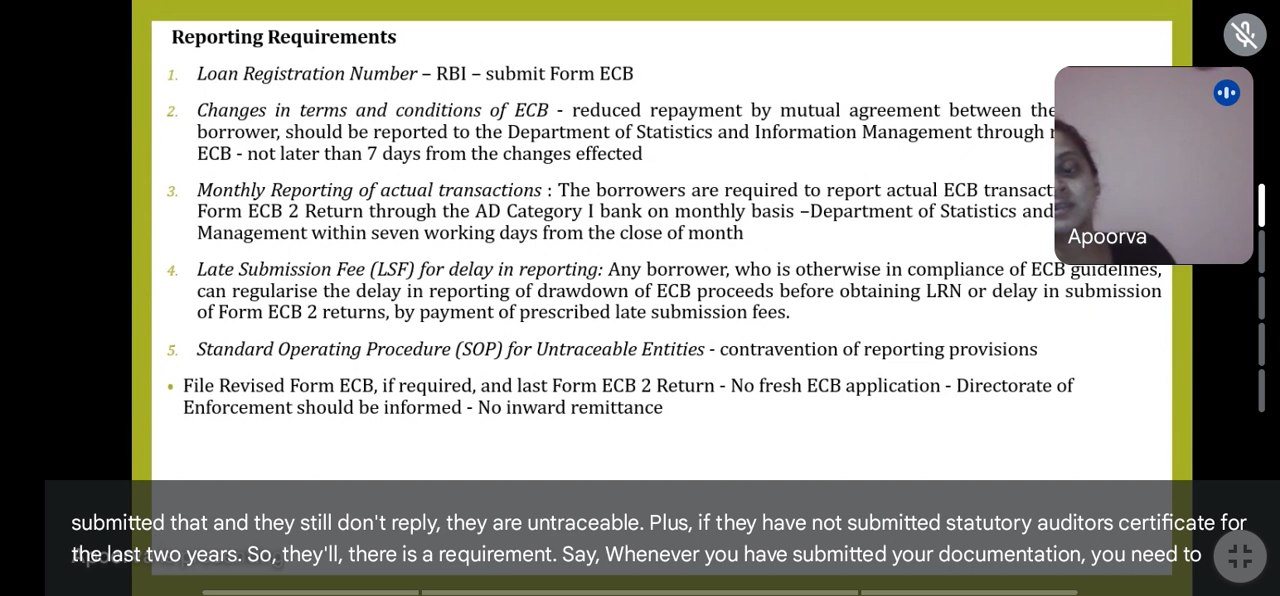 Reporting Requirements
1. Loan Registration Number – RBI – submit Form ECB
2. Changes in terms and conditions of ECB - reduced repayment by mutual agreement between the
borrower, should be reported to the Department of Statistics and Information Management through
ECB - not later than 7 days from the changes effected
3. Monthly Reporting of actual transactions : The borrowers are required to report actual ECB
Form ECB 2 Return through the AD Category I bank on monthly basis –Department of Statistics and
Management within seven working days from the close of month
Apoorva
4. Late Submission Fee (LSF) for delay in reporting: Any borrower, who is otherwise in compliance of ECB guidelines,
can regularise the delay in reporting of drawdown of ECB proceeds before obtaining LRN or delay in submission
of Form ECB 2 returns, by payment of prescribed late submission fees.
5. Standard Operating Procedure (SOP) for Untraceable Entities - contravention of reporting provisions
• File Revised Form ECB, if required, and last Form ECB 2 Return - No fresh ECB application - Directorate of
Enforcement should be informed - No inward remittance
submitted that and they still don't reply, they are untraceable. Plus, if they have not submitted statutory auditors certificate for
the last two years. So, they'll, there is a requirement. Say, Whenever you have submitted your documentation, you need to